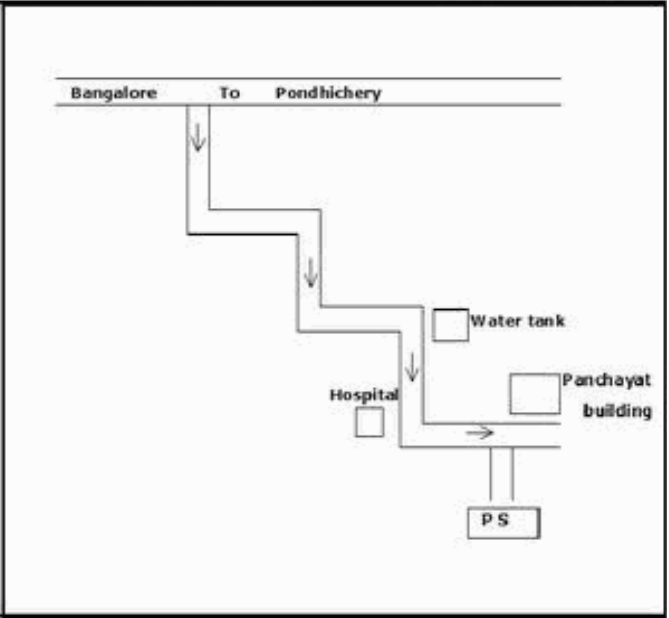 Bangalore To Pondhichery
Water tank
Panchayat
building
Hospital
P S